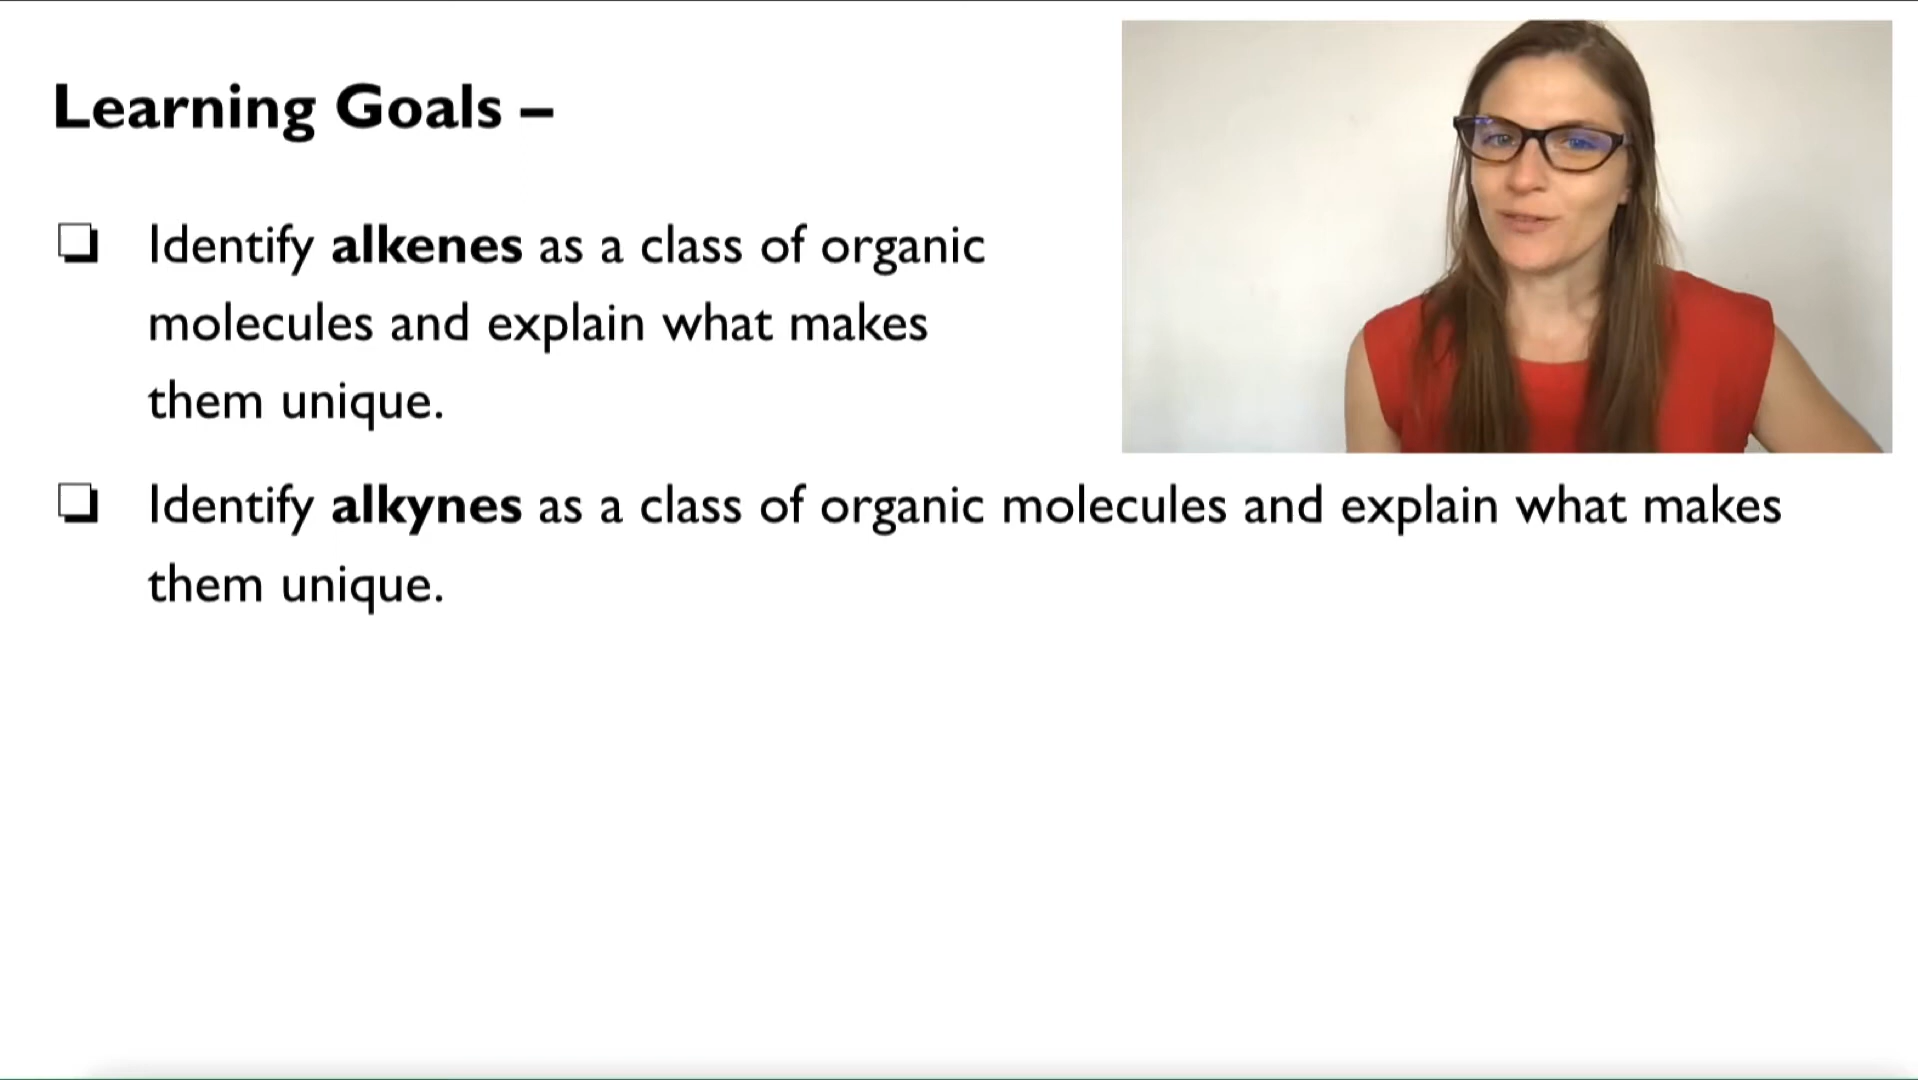 Learning Goals –
Identify alkenes as a class of organic
molecules and explain what makes
them unique.
Identify alkynes as a class of organic molecules and explain what makes
them unique.